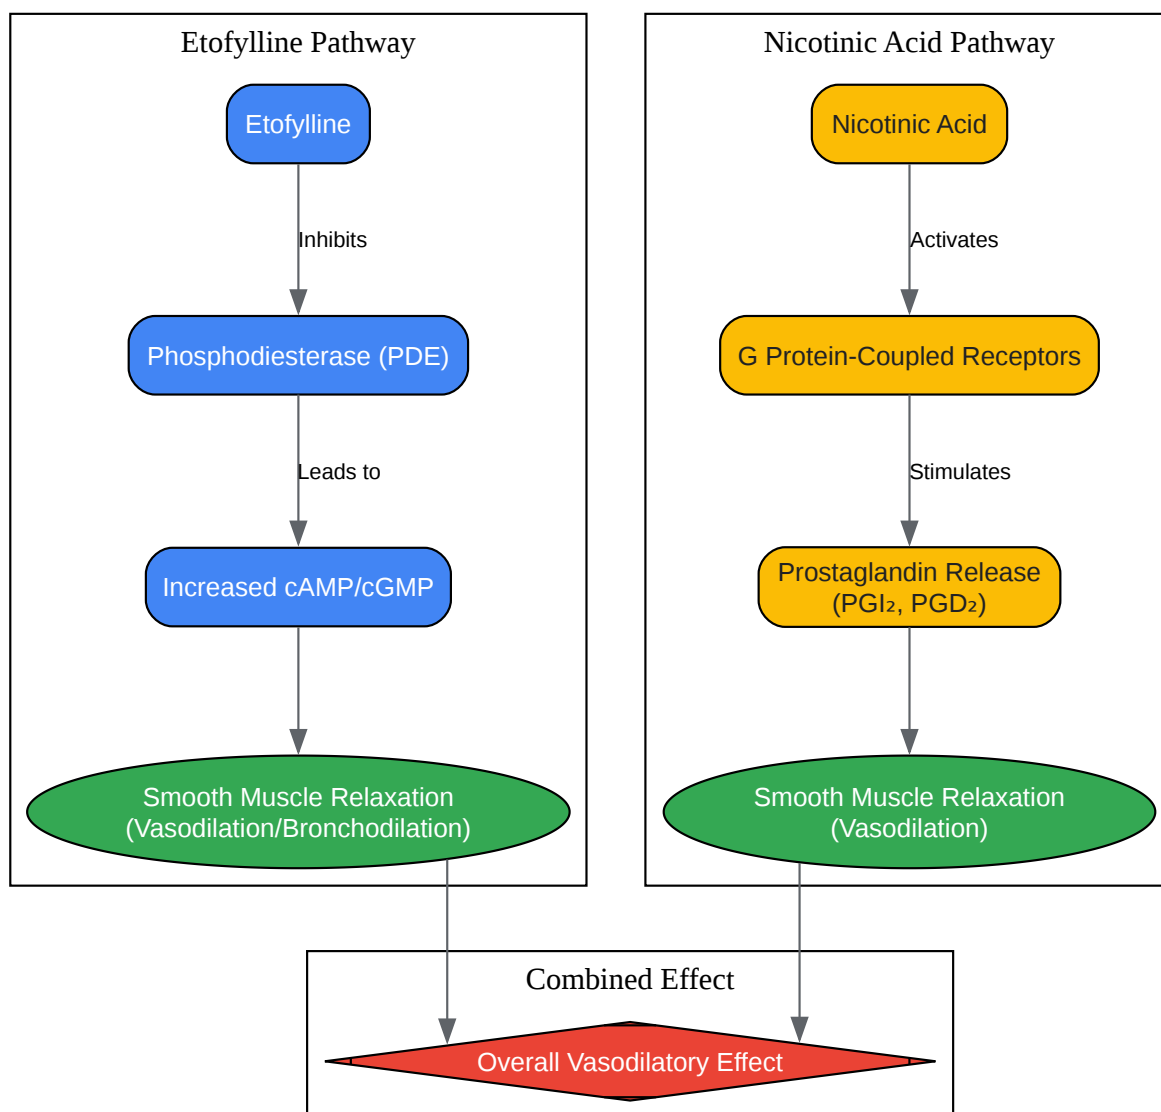 Etofylline Pathway
Etofylline
Inhibits
Phosphodiesterase (PDE)
Leads to
Increased cAMP/cGMP
Smooth Muscle Relaxation
(Vasodilation/Bronchodilation)
Nicotinic Acid Pathway
Nicotinic Acid
Activates
G Protein-Coupled Receptors
Stimulates
Prostaglandin Release
(PGI₂, PGD₂)
Smooth Muscle Relaxation
(Vasodilation)
Combined Effect
Overall Vasodilatory Effect